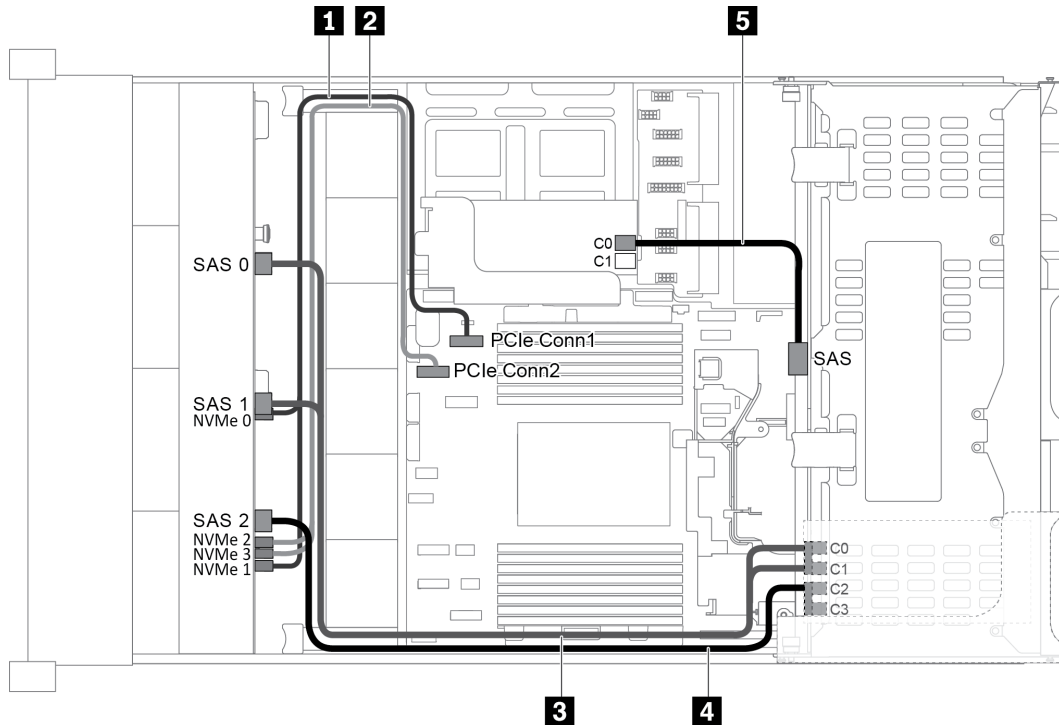 1 2 5
C0
C1
SAS 0
PCIe Conn1
SAS
PCIe Conn2
SAS 1
NVMe 0
SAS 2
NVMe 2
NVMe 3
NVMe 1
C0
C1
C2
C3
3 4